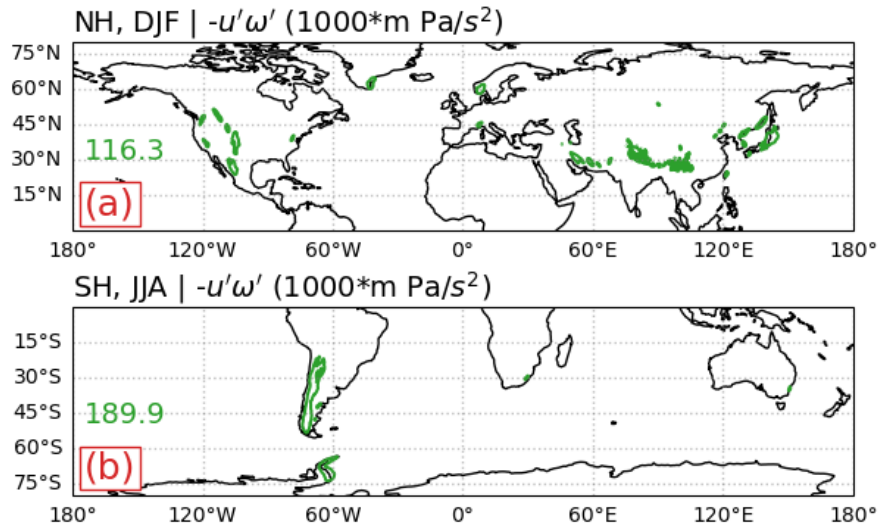 NH, DJF | -u'ω' (1000*m Pa/s²)
75°N
60°N
45°N
30°N
15°N
116.3
(a)
180° 120°W 60°W 0° 60°E 120°E 180°
SH, JJA | -u'ω' (1000*m Pa/s²)
15°S
30°S
45°S
60°S
75°S
189.9
(b)
180° 120°W 60°W 0° 60°E 120°E 180°